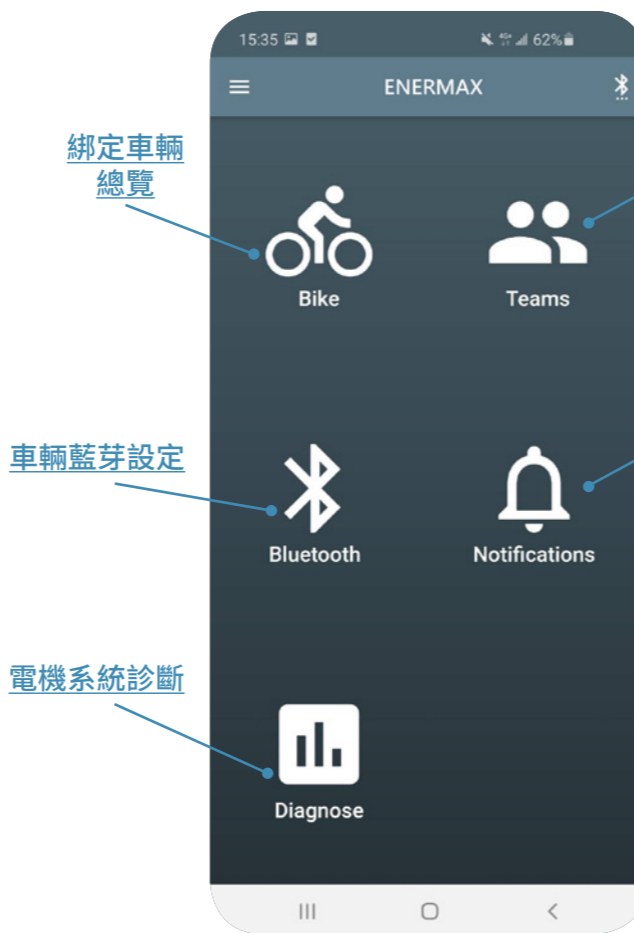 15:35 62%
ENERMAX
綁定車輛
總覽
Bike
Teams
車輛藍芽設定
Bluetooth
Notifications
電機系統診斷
Diagnose